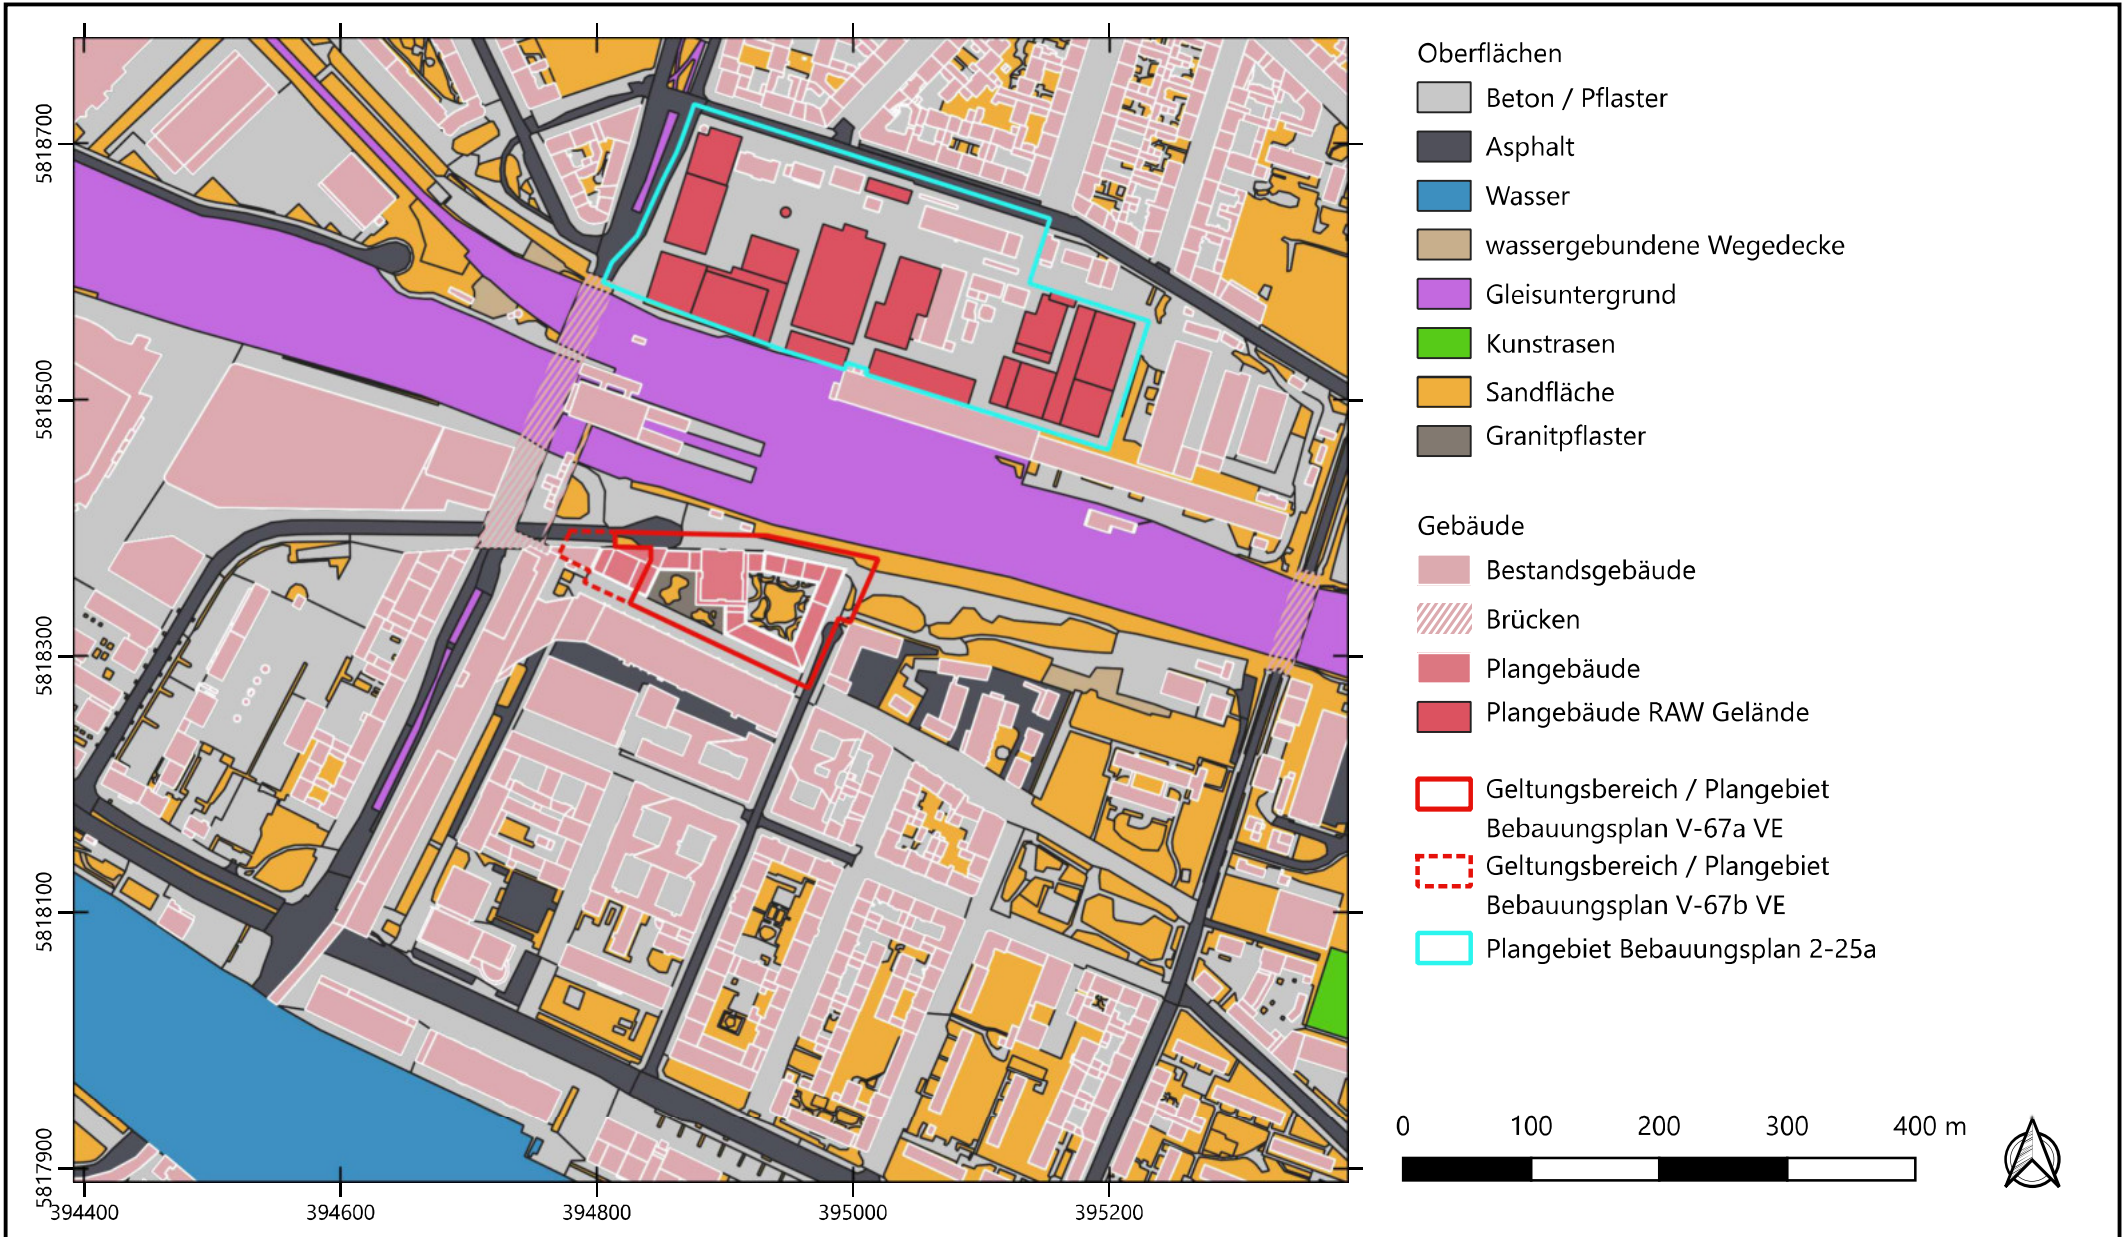 Oberflächen
Beton / Pflaster
Asphalt
Wasser
wassergebundene Wegedecke
Gleisuntergrund
Kunstrasen
Sandfläche
Granitpflaster
Gebäude
Bestandsgebäude
Brücken
Plangebäude
Plangebäude RAW Gelände
Geltungsbereich / Plangebiet
Bebauungsplan V-67a VE
Geltungsbereich / Plangebiet
Bebauungsplan V-67b VE
Plangebiet Bebauungsplan 2-25a
0 100 200 300 400 m
5818700
5818500
5818300
5818100
5817900
394400 394600 394800 395000 395200